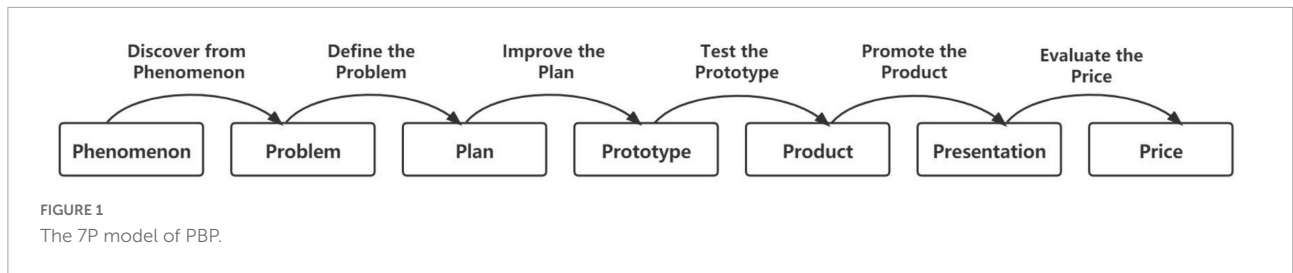 Discover from
Phenomenon
Define the
Problem
Improve the
Plan
Test the
Prototype
Promote the
Product
Evaluate the
Price
Phenomenon
Problem
Plan
Prototype
Product
Presentation
Price
FIGURE 1
The 7P model of PBP.